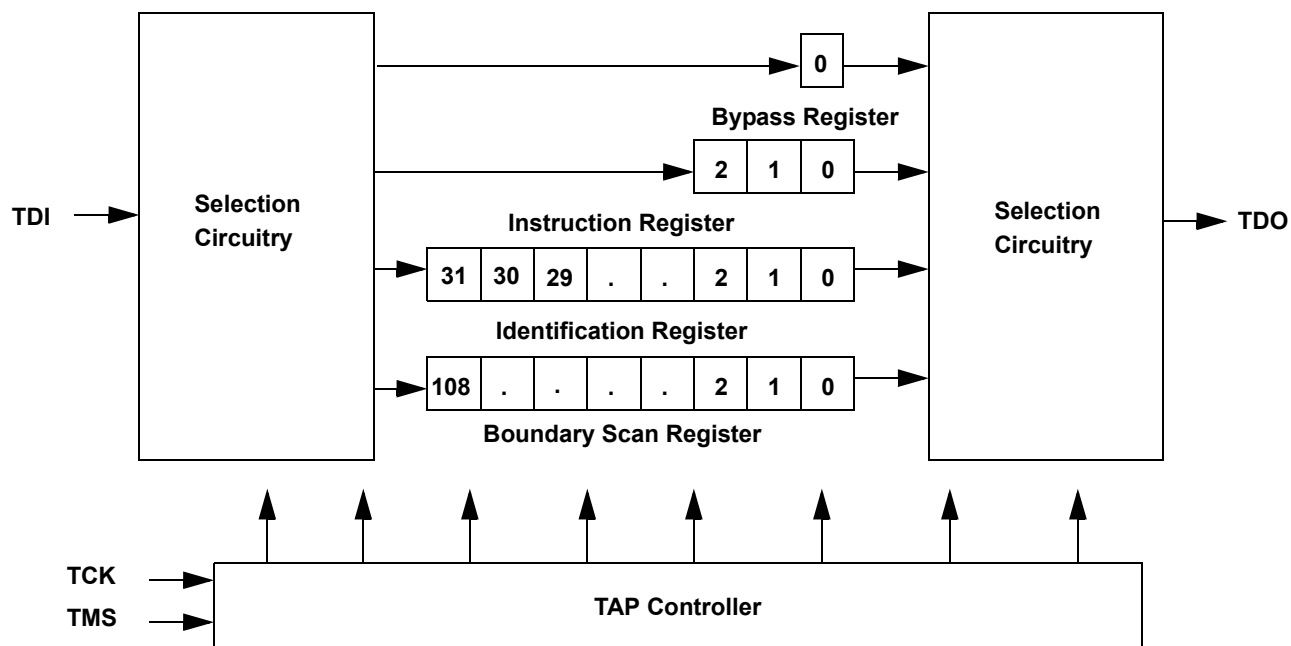 0
Bypass Register
2 1 0
TDI
Selection
Circuitry
Instruction Register
Selection
Circuitry
TDO
31 30 29 . . 2 1 0
Identification Register
108 . . . . 2 1 0
Boundary Scan Register
TCK
TMS
TAP Controller